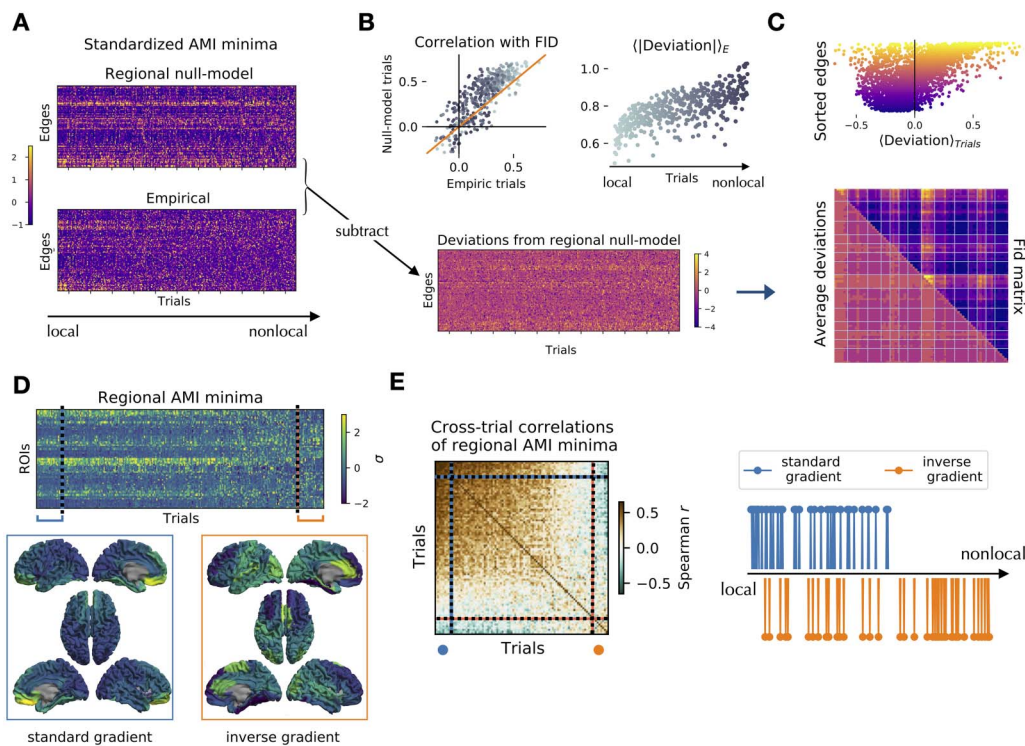 A
Standardized AMI minima
Regional null-model
Edges
2
1
0
−1
Empirical
Edges
Trials
local
nonlocal
subtract
B
Correlation with FID
Null-model trials
0.5
0.0
0.0
0.5
Empiric trials
⟨|Deviation|⟩E
1.0
0.8
0.6
local
Trials
nonlocal
Deviations from regional null-model
Edges
Trials
4
2
0
−2
−4
C
Sorted edges
−0.5
0.0
0.5
⟨Deviation⟩Trials
Average deviations
Fid matrix
D
Regional AMI minima
ROIs
Trials
2
0
−2
σ
standard gradient
inverse gradient
E
Cross-trial correlations
of regional AMI minima
Trials
Trials
0.5
0.0
−0.5
Spearman r
standard
gradient
inverse
gradient
nonlocal
local